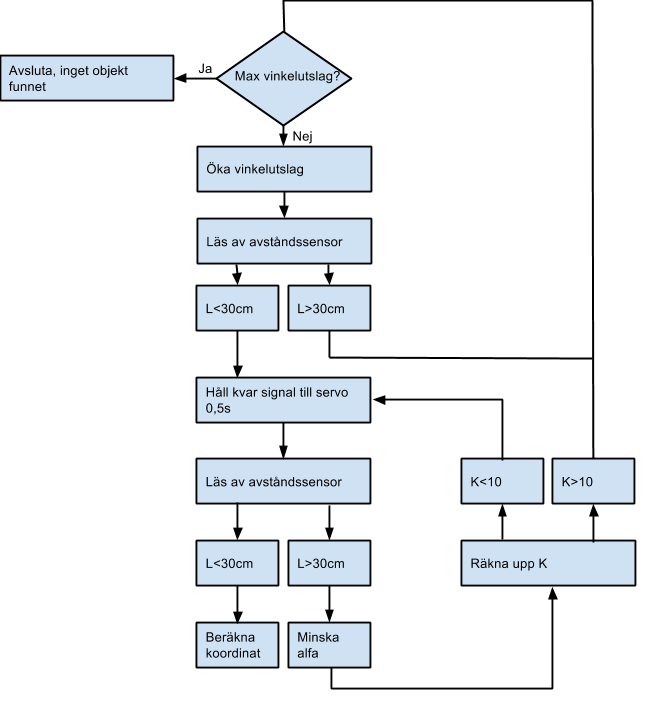 Max vinkelutslag?
Ja
Avsluta, inget objekt
funnet
Nej
Öka vinkelutslag
Läs av avståndssensor
L<30cm
L>30cm
Håll kvar signal till servo
0,5s
Läs av avståndssensor
K<10
K>10
L<30cm
L>30cm
Räkna upp K
Beräkna
koordinat
Minska
alfa